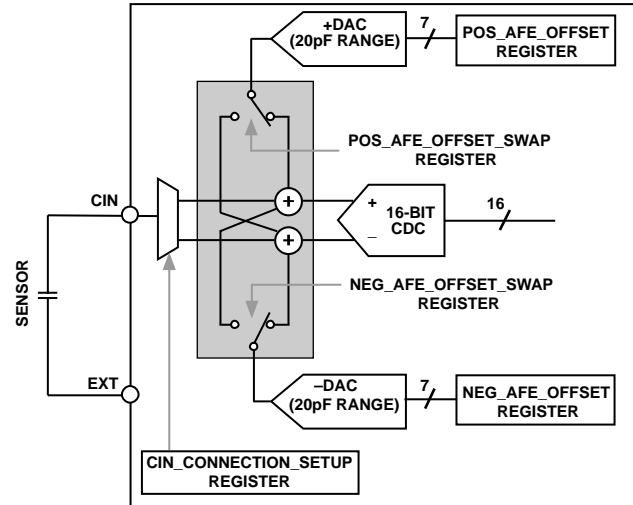 +DAC
(20pF RANGE)
7
POS_AFE_OFFSET
REGISTER
POS_AFE_OFFSET_SWAP
REGISTER
CIN
+
+
+
–
16-BIT
CDC
16
SENSOR
NEG_AFE_OFFSET_SWAP
REGISTER
EXT
–DAC
(20pF RANGE)
7
NEG_AFE_OFFSET
REGISTER
CIN_CONNECTION_SETUP
REGISTER